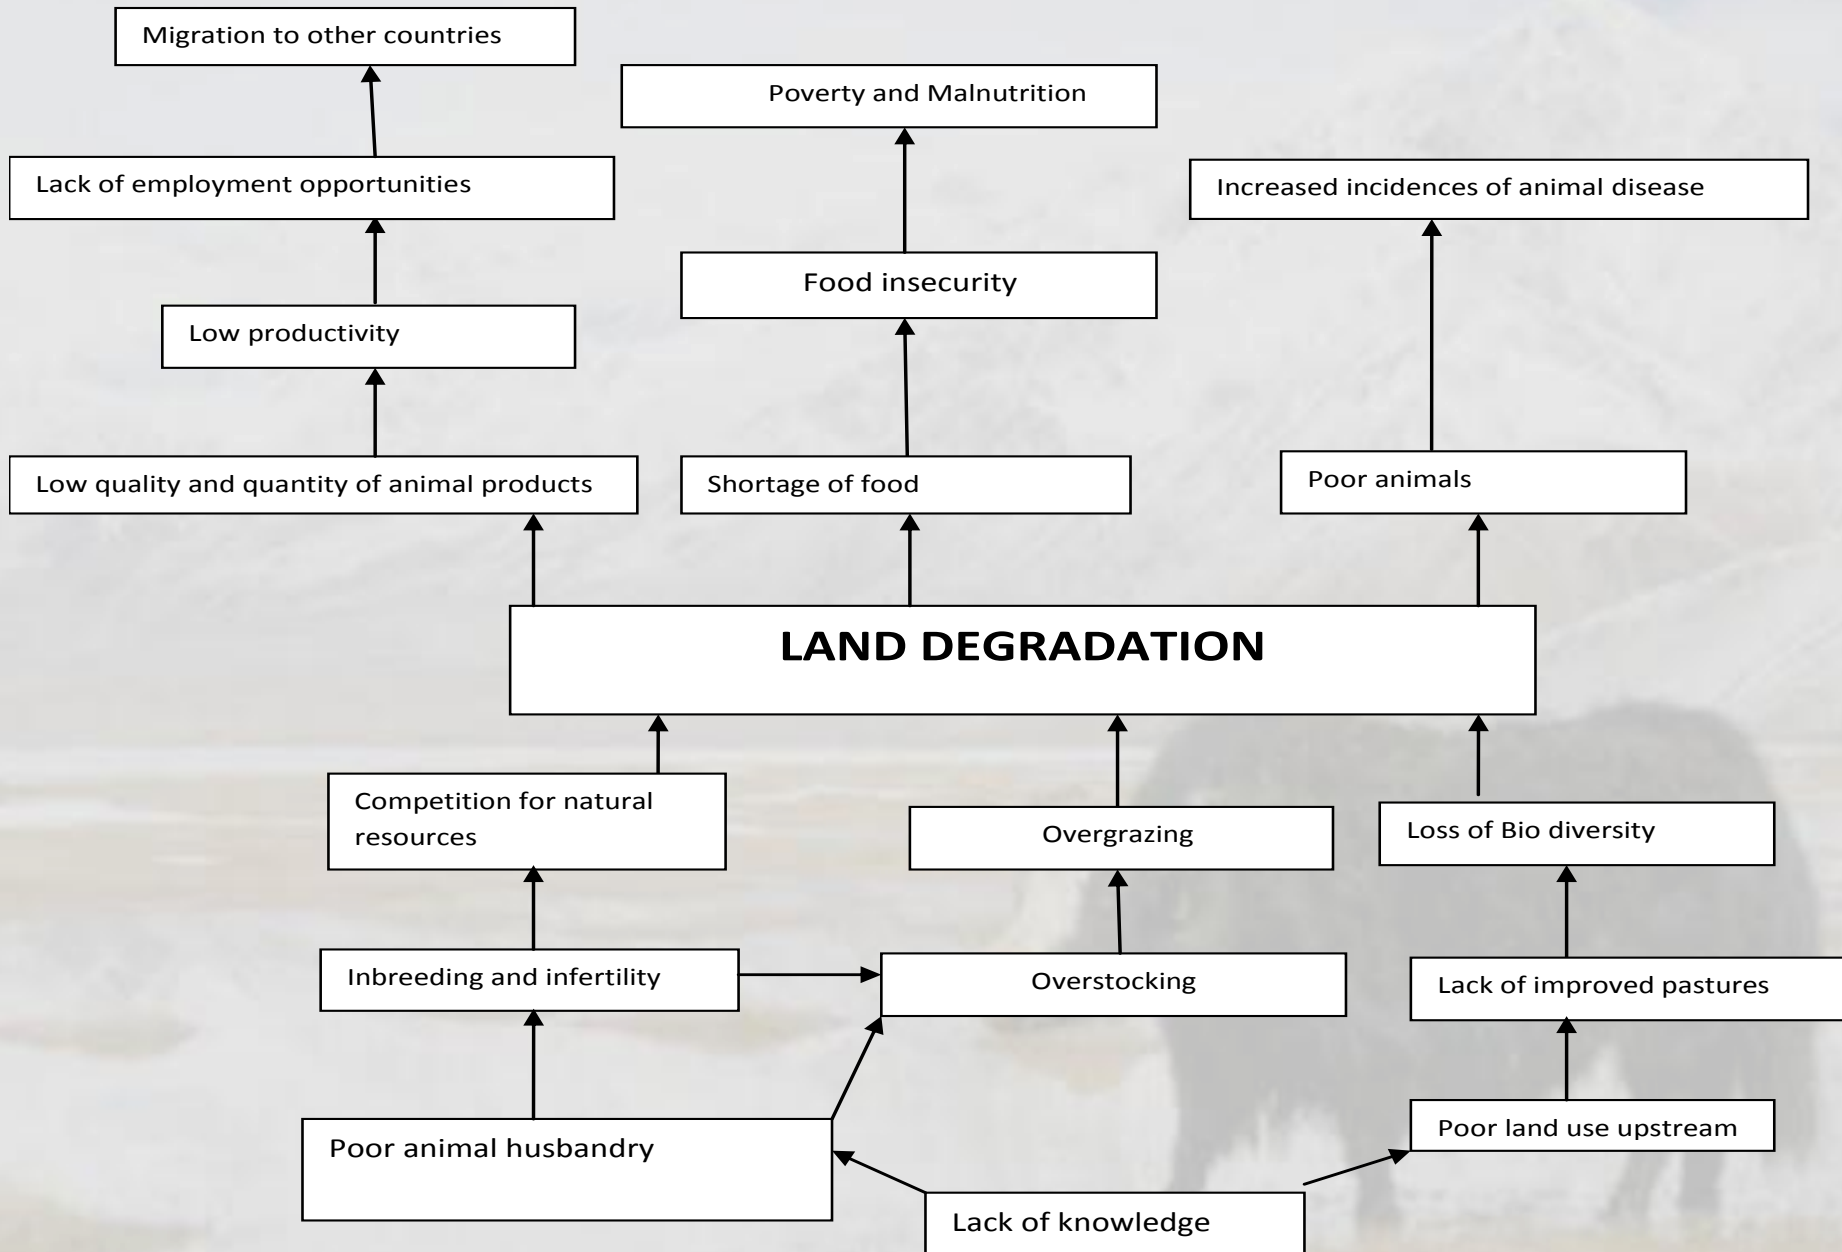 Migration to other countries
Poverty and Malnutrition
Lack of employment opportunities
Increased incidences of animal disease
Food insecurity
Low productivity
Low quality and quantity of animal products
Shortage of food
Poor animals
LAND DEGRADATION
Competition for natural
resources
Overgrazing
Loss of Bio diversity
Inbreeding and infertility
Overstocking
Lack of improved pastures
Poor animal husbandry
Poor land use upstream
Lack of knowledge